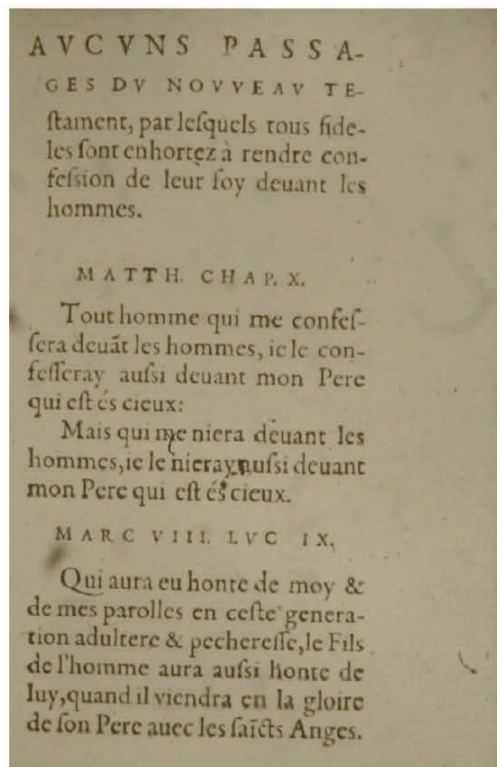 AVCVNS PASSA-
GES DV NOVVEAV TE-
ſtament, par leſquels tous fide-
les ſont enhortez à rendre con-
feſsion de leur foy deuant les
hommes.
MATTH. CHAP. X.
Tout homme qui me confeſ-
ſera deuāt les hommes, ie le con-
feſſeray auſsi deuant mon Pere
qui eſt és cieux:
Mais qui me niera deuant les
hommes, ie le nieray auſsi deuant
mon Pere qui eſt és cieux.
MARC VIII. LVC IX.
Qui aura eu honte de moy &
de mes parolles en ceſte genera-
tion adultere & pechereſſe, le Fils
de l'homme aura auſsi honte de
luy, quand il viendra en la gloire
de ſon Pere auec les ſaīcts Anges.